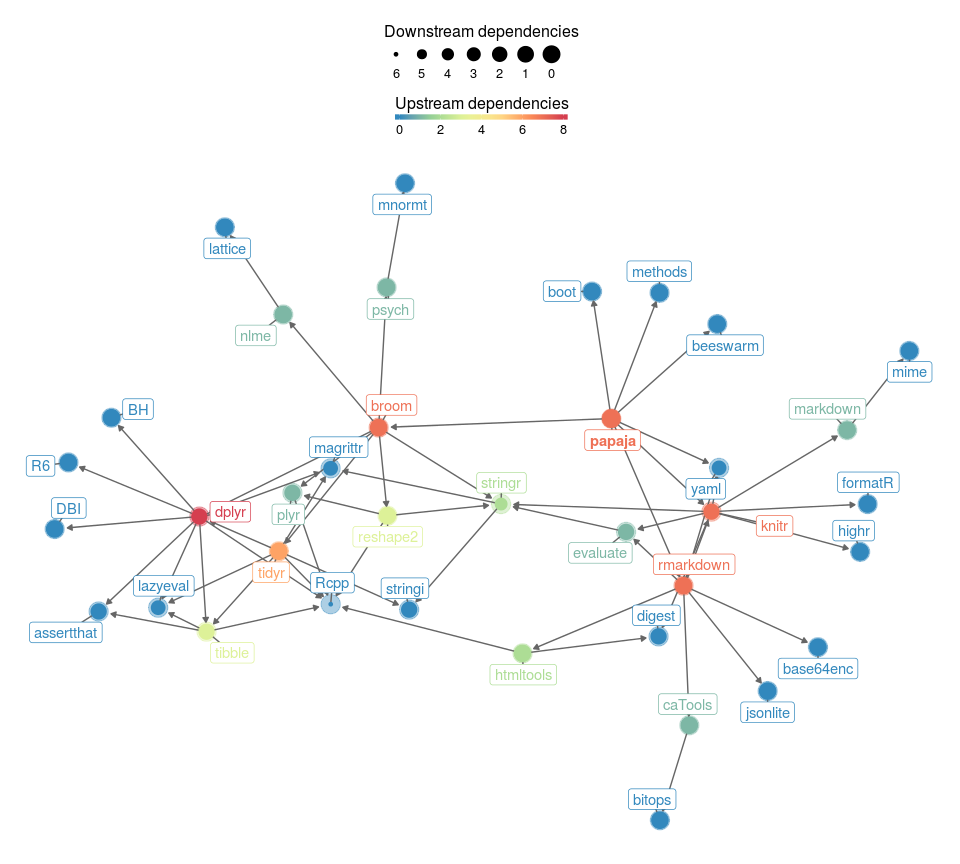 Downstream dependencies
6 5 4 3 2 1 0
Upstream dependencies
0 2 4 6 8
mnormt
lattice
methods
boot
psych
nlme
beeswarm
mime
broom
markdown
BH
papaja
magrittr
R6
stringr
yaml
formatR
DBI
dplyr
plyr
knitr
highr
reshape2
evaluate
rmarkdown
tidyr
Rcpp
lazyeval
stringi
digest
assertthat
tibble
base64enc
htmltools
caTools
jsonlite
bitops